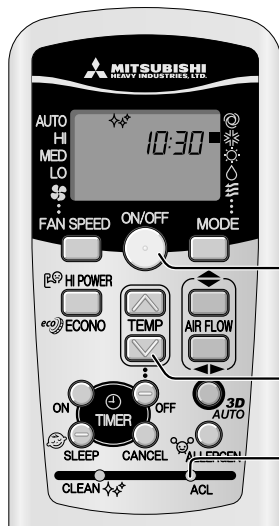 MITSUBISHI
HEAVY INDUSTRIES, LTD.
AUTO
HI
MED
LO
10:30
FAN SPEED
ON/OFF
MODE
HI POWER
eco
ECONO
TEMP
AIR FLOW
ON
TIMER
OFF
3D
AUTO
SLEEP
CANCEL
ALLERGEN
CLEAN
ACL